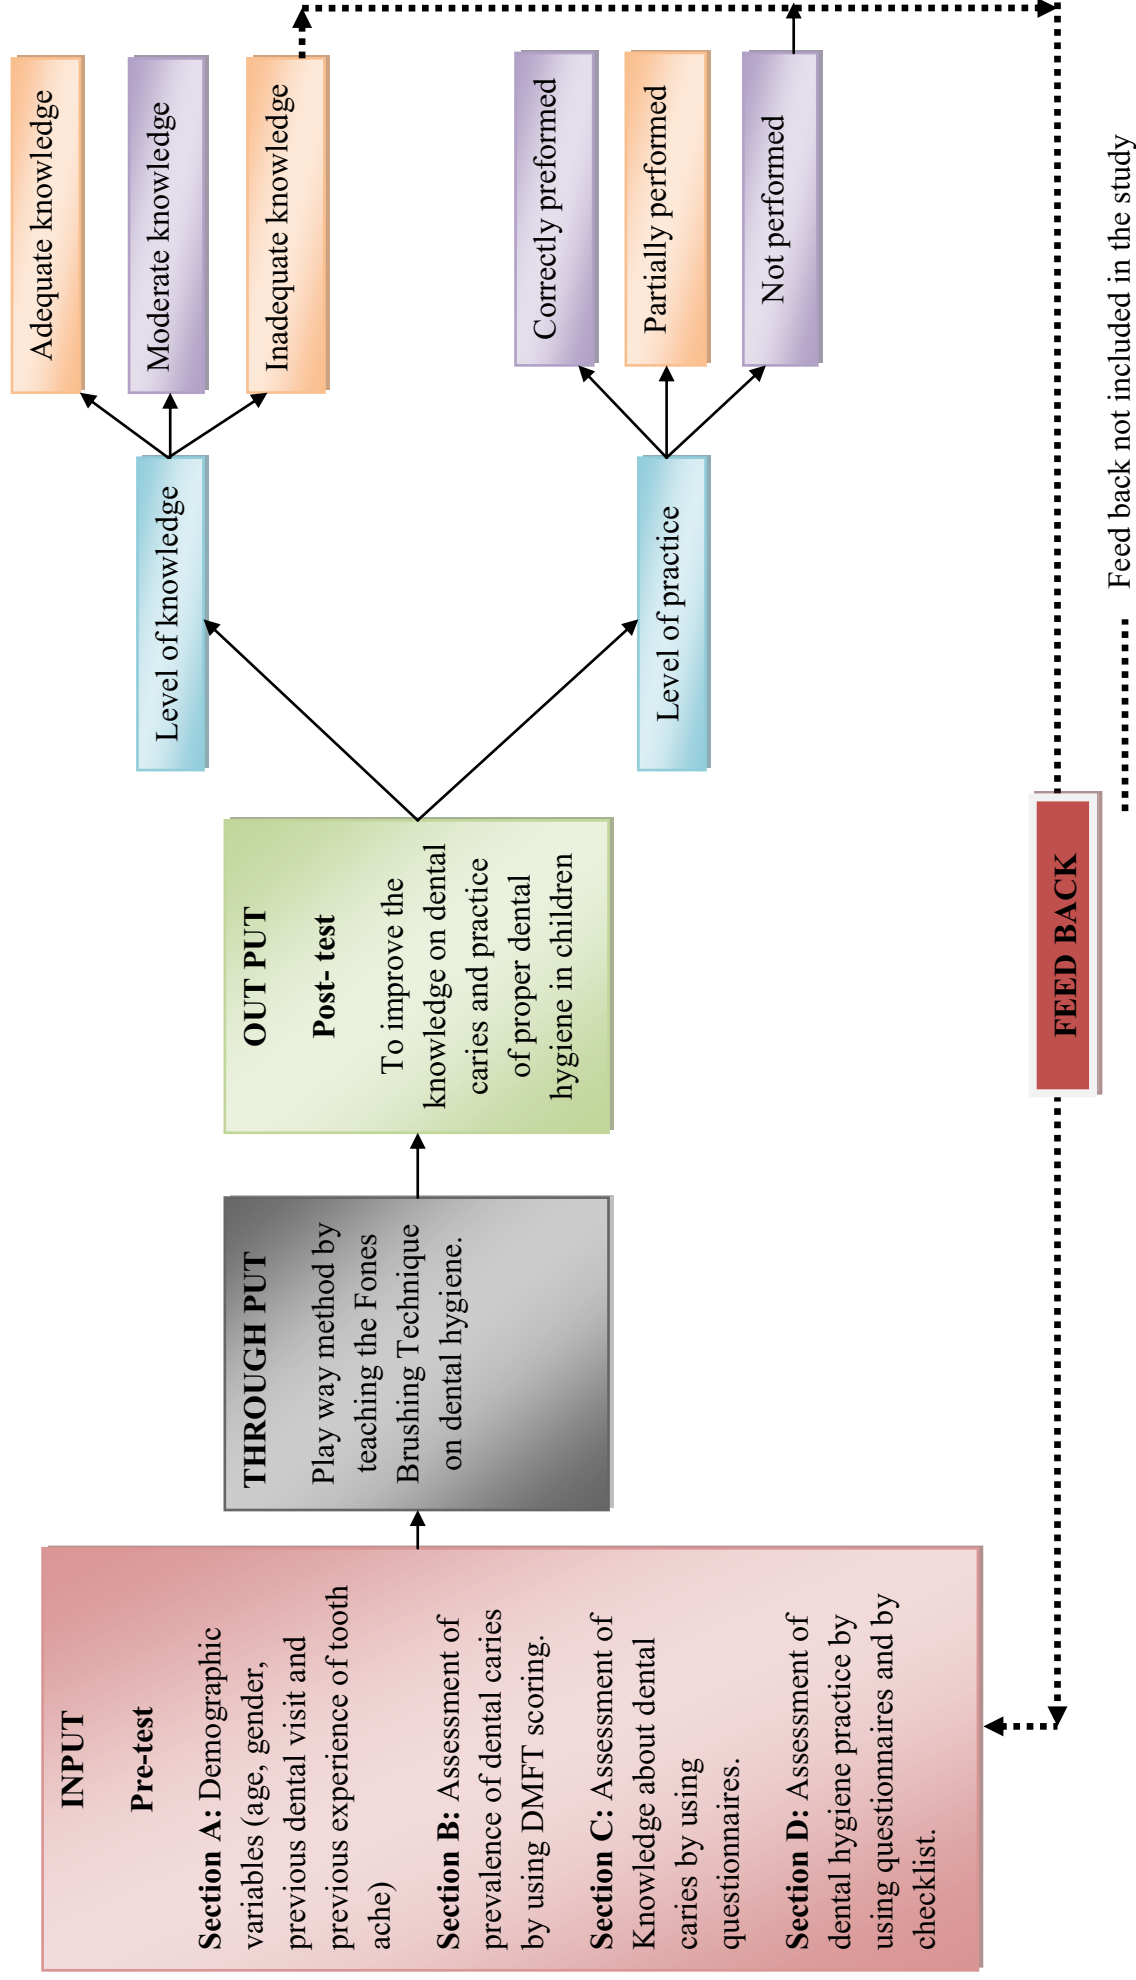 INPUT
Pre-test
Section A: Demographic
variables (age, gender,
previous dental visit and
previous experience of tooth
ache)
Section B: Assessment of
prevalence of dental caries
by using DMFT scoring.
Section C: Assessment of
Knowledge about dental
caries by using
questionnaires.
Section D: Assessment of
dental hygiene practice by
using questionnaires and by
checklist.
THROUGH PUT
Play way method by
teaching the Fones
Brushing Technique
on dental hygiene.
OUT PUT
Post- test
To improve the
knowledge on dental
caries and practice
of proper dental
hygiene in children
Level of knowledge
Adequate knowledge
Moderate knowledge
Inadequate knowledge
Level of practice
Correctly preformed
Partially performed
Not performed
FEED BACK
Feed back not included in the study